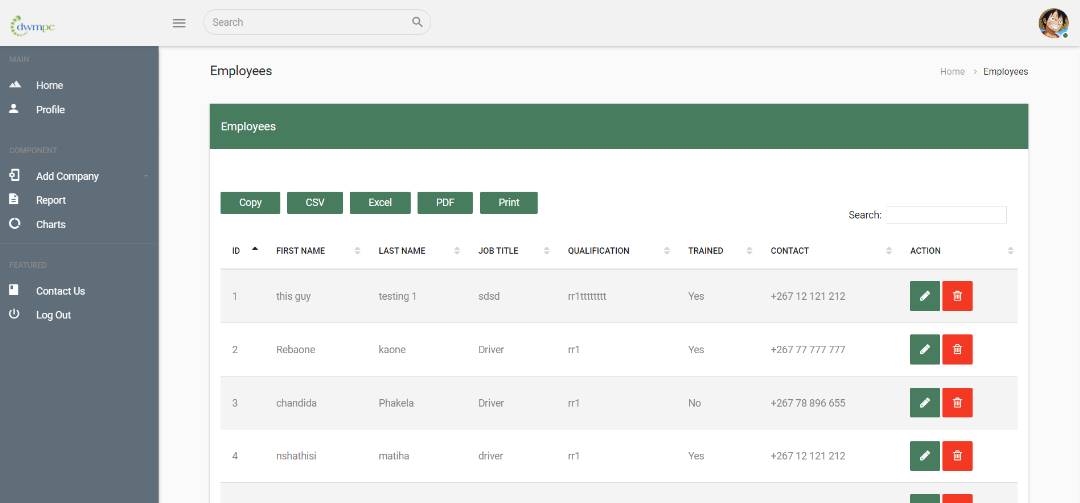 dwmpc
Search
MAIN
Home
Profile
COMPONENT
Add Company
Report
Charts
FEATURED
Contact Us
Log Out
Employees
Home > Employees
Employees
Copy CSV Excel PDF Print
Search:
ID FIRST NAME LAST NAME JOB TITLE QUALIFICATION TRAINED CONTACT ACTION
1 this guy testing 1 sdsd rr1tttttttt Yes +267 12 121 212
2 Rebaone kaone Driver rr1 Yes +267 77 777 777
3 chandida Phakela Driver rr1 No +267 78 896 655
4 nshathisi matiha driver rr1 Yes +267 12 121 212